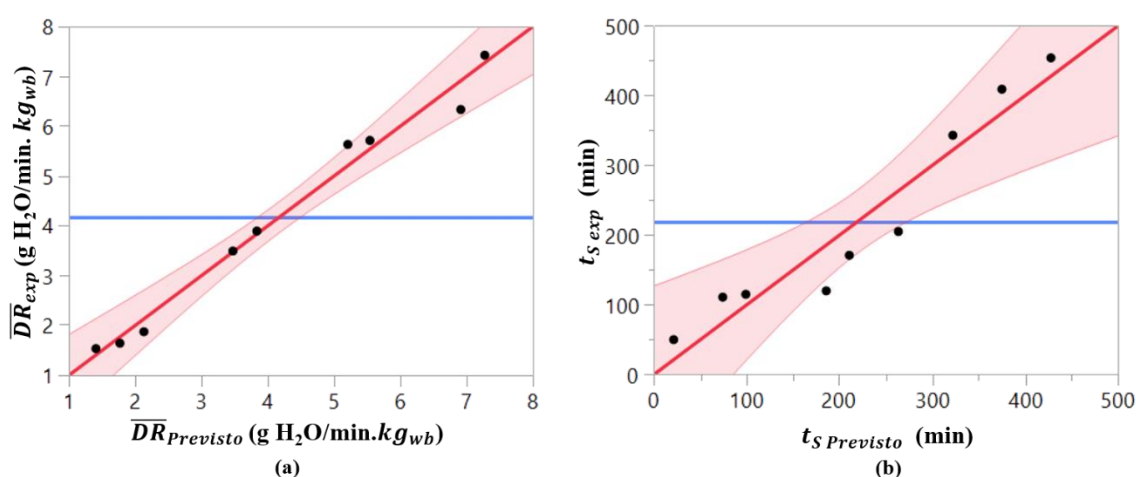 8
7
6
5
4
3
2
1
1 2 3 4 5 6 7 8
D̅R̅exp (g H₂O/min. kgwb)
D̅R̅Previsto (g H₂O/min.kgwb)
(a)
500
400
300
200
100
0
0 100 200 300 400 500
tS exp (min)
tS Previsto (min)
(b)